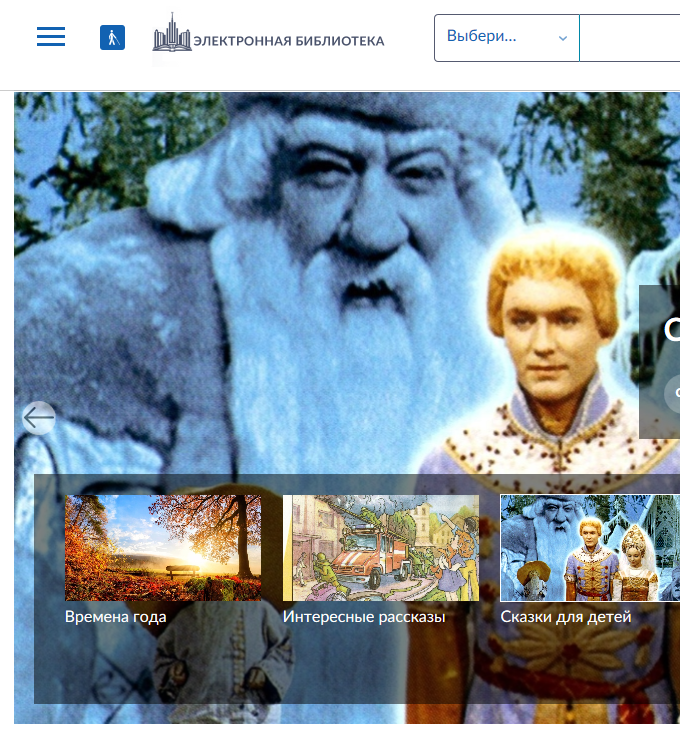 ЭЛЕКТРОННАЯ БИБЛИОТЕКА
Выбери...
Времена года
Интересные рассказы
Сказки для детей